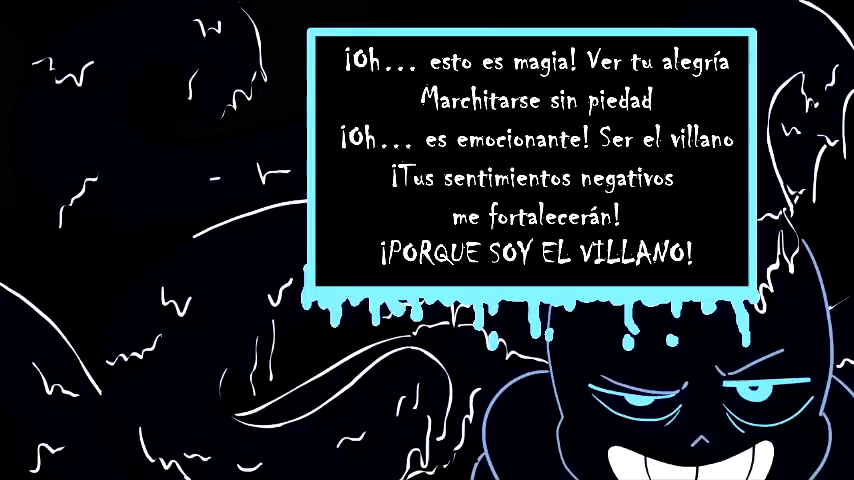 ¡Oh... esto es magia! Ver tu alegría
Marchitarse sin piedad
¡Oh... es emocionante! Ser el villano
¡Tus sentimientos negativos
me fortalecerán!
¡PORQUE SOY EL VILLANO!